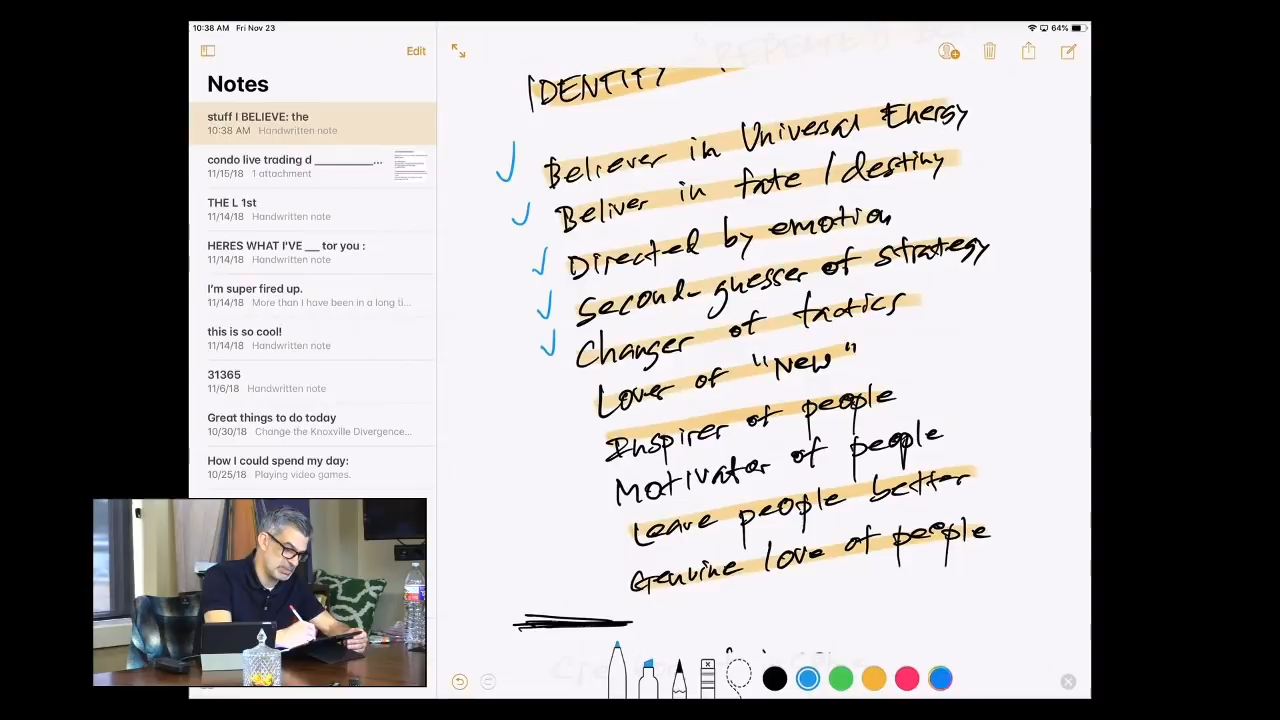 10:38 AM Fri Nov 23
64%
Edit
Notes
stuff I BELIEVE: the
10:38 AM Handwritten note
condo live trading d __________...
11/15/18 1 attachment
THE L 1st
11/14/18 Handwritten note
HERES WHAT I'VE ___ tor you :
11/14/18 Handwritten note
I'm super fired up.
11/14/18 More than I have been in a long ti...
this is so cool!
11/14/18 Handwritten note
31365
11/6/18 Handwritten note
Great things to do today
10/30/18 Change the Knoxville Divergence...
How I could spend my day:
10/25/18 Playing video games.
IDENTITY
Believer in Universal Energy
Beliver in fate / destiny
Directed by emotion
Second-guesser of strategy
Changer of tactics
Lover of "New"
Inspirer of people
Motivator of people
Leave people better
Genuine love of people